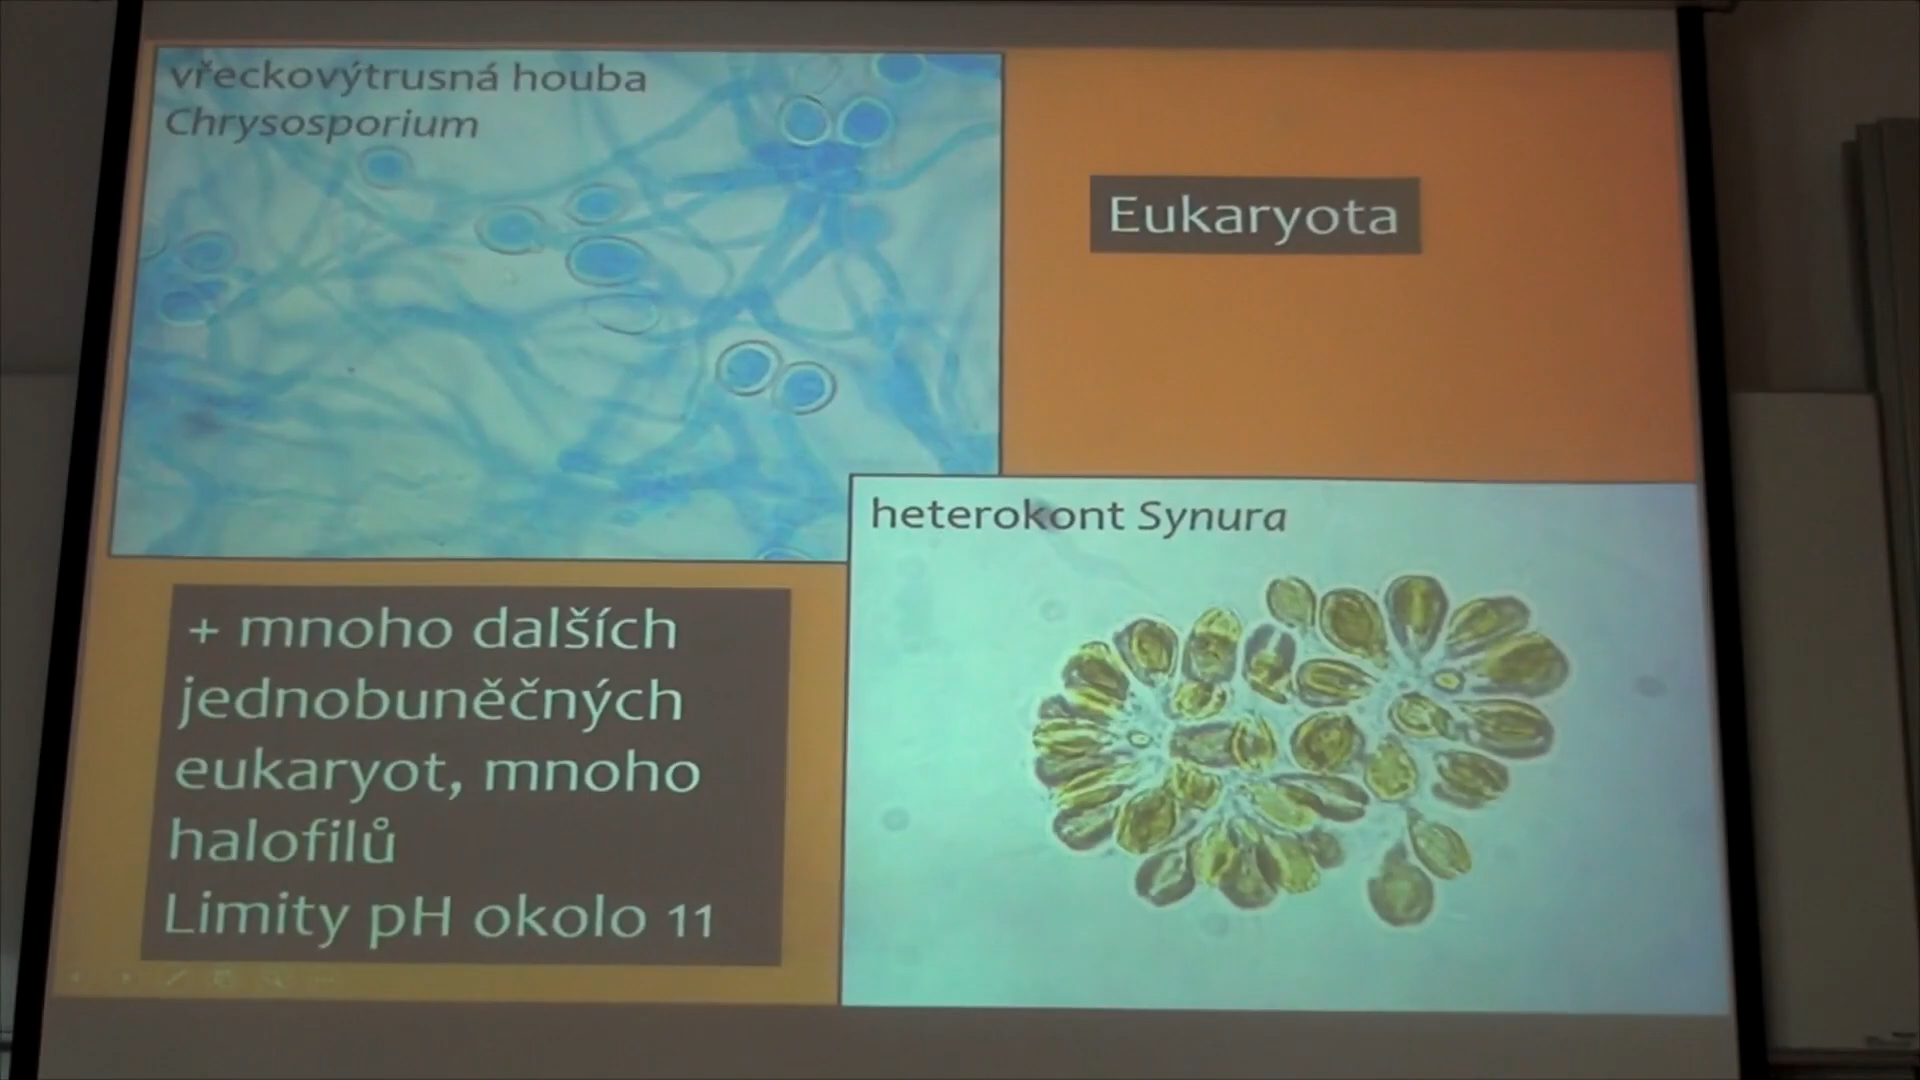 vřeckovýtrusná houba
Chrysosporium
Eukaryota
heterokont Synura
+ mnoho dalších
jednobuněčných
eukaryot, mnoho
halofilů
Limity pH okolo 11